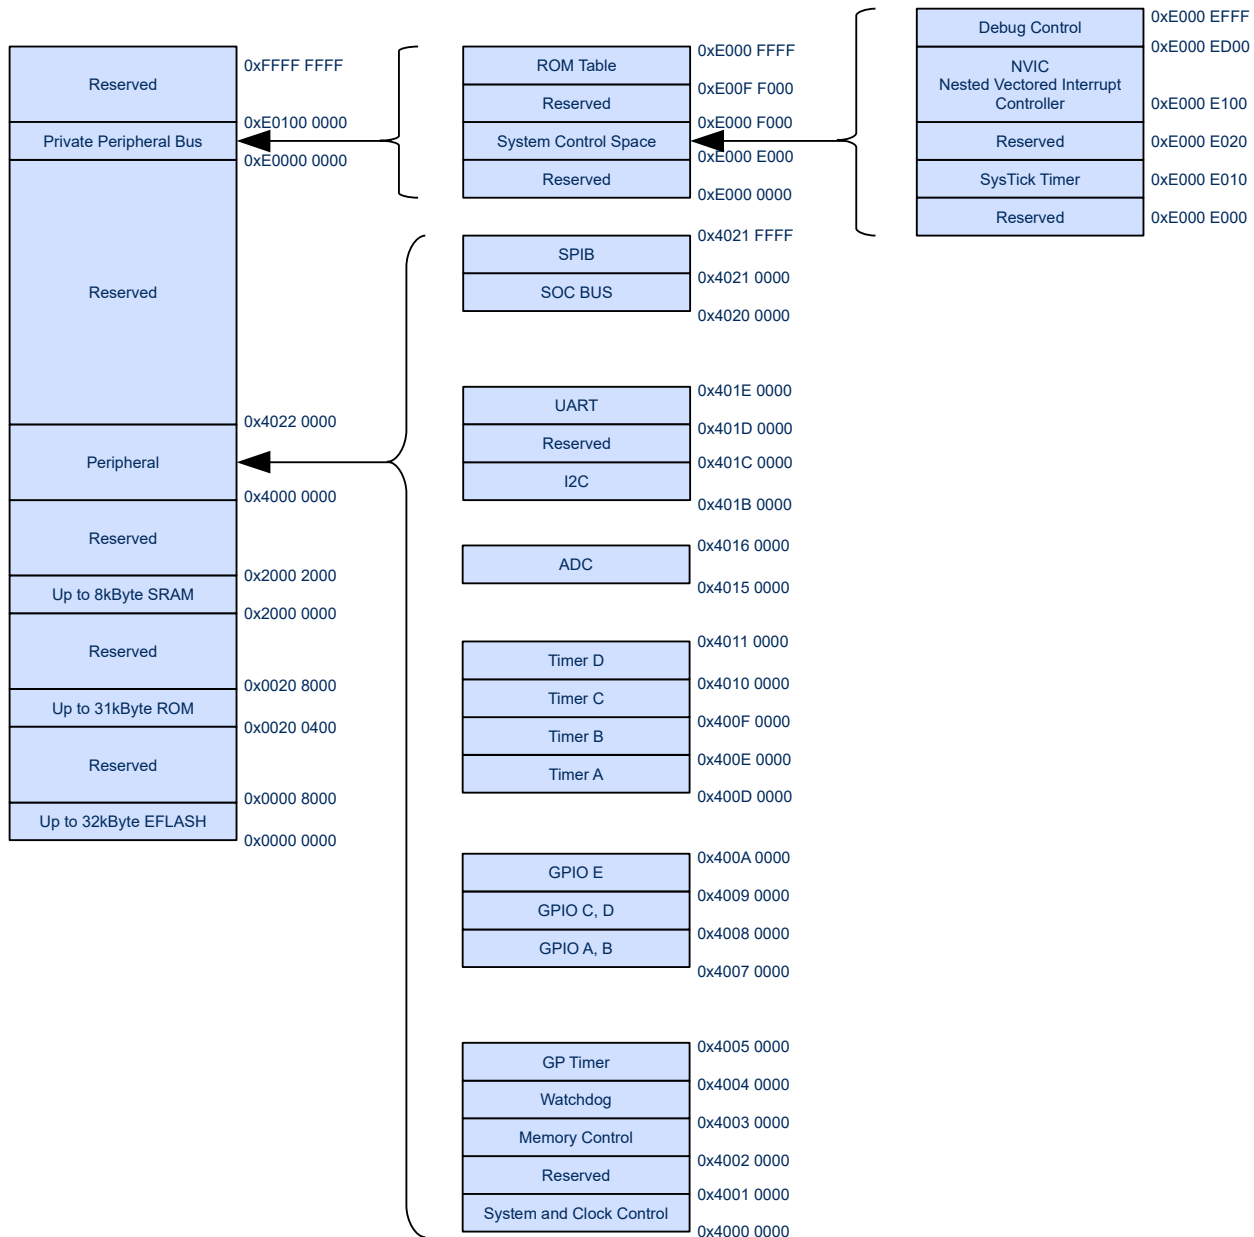 Reserved
0xFFFF FFFF
0xE0100 0000
Private Peripheral Bus
0xE0000 0000
Reserved
0x4022 0000
Peripheral
0x4000 0000
Reserved
0x2000 2000
Up to 8kByte SRAM
0x2000 0000
Reserved
0x0020 8000
Up to 31kByte ROM
0x0020 0400
Reserved
0x0000 8000
Up to 32kByte EFLASH
0x0000 0000
0xE000 FFFF
ROM Table
0xE00F F000
Reserved
0xE000 F000
System Control Space
0xE000 E000
Reserved
0xE000 0000
0x4021 FFFF
SPIB
0x4021 0000
SOC BUS
0x4020 0000
0x401E 0000
UART
0x401D 0000
Reserved
0x401C 0000
I2C
0x401B 0000
0x4016 0000
ADC
0x4015 0000
0x4011 0000
Timer D
0x4010 0000
Timer C
0x400F 0000
Timer B
0x400E 0000
Timer A
0x400D 0000
0x400A 0000
GPIO E
0x4009 0000
GPIO C, D
0x4008 0000
GPIO A, B
0x4007 0000
0x4005 0000
GP Timer
0x4004 0000
Watchdog
0x4003 0000
Memory Control
0x4002 0000
Reserved
0x4001 0000
System and Clock Control
0x4000 0000
0xE000 EFFF
Debug Control
0xE000 ED00
NVIC
Nested Vectored Interrupt
Controller
0xE000 E100
Reserved
0xE000 E020
SysTick Timer
0xE000 E010
Reserved
0xE000 E000